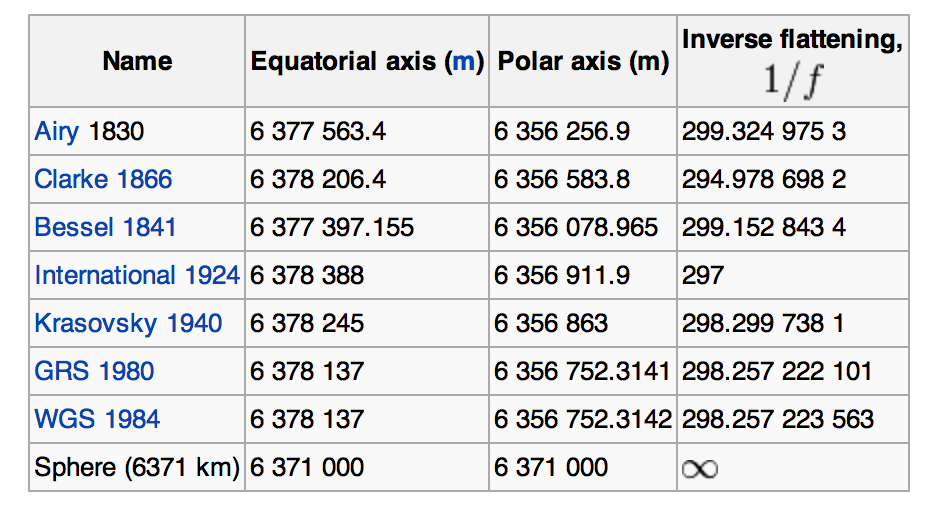 Name Equatorial axis (m) Polar axis (m) Inverse flattening,
1/f
Airy 1830 6 377 563.4 6 356 256.9 299.324 975 3
Clarke 1866 6 378 206.4 6 356 583.8 294.978 698 2
Bessel 1841 6 377 397.155 6 356 078.965 299.152 843 4
International 1924 6 378 388 6 356 911.9 297
Krasovsky 1940 6 378 245 6 356 863 298.299 738 1
GRS 1980 6 378 137 6 356 752.3141 298.257 222 101
WGS 1984 6 378 137 6 356 752.3142 298.257 223 563
Sphere (6371 km) 6 371 000 6 371 000 ∞